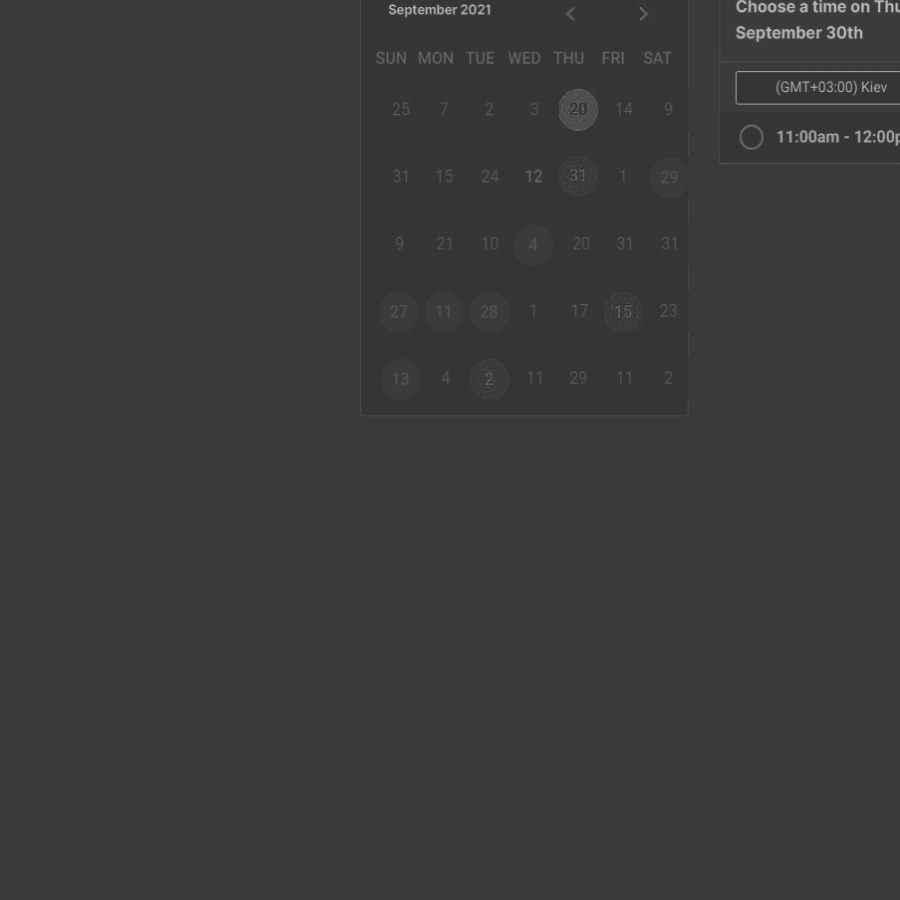 September 2021
Choose a time on Thu
September 30th
SUN MON TUE WED THU FRI SAT
(GMT+03:00) Kiev
25 7 2 3 20 14 9
11:00am - 12:00p
31 15 24 12 31 1 29
9 21 10 4 20 31 31
27 11 28 1 17 15 23
13 4 2 11 29 11 2